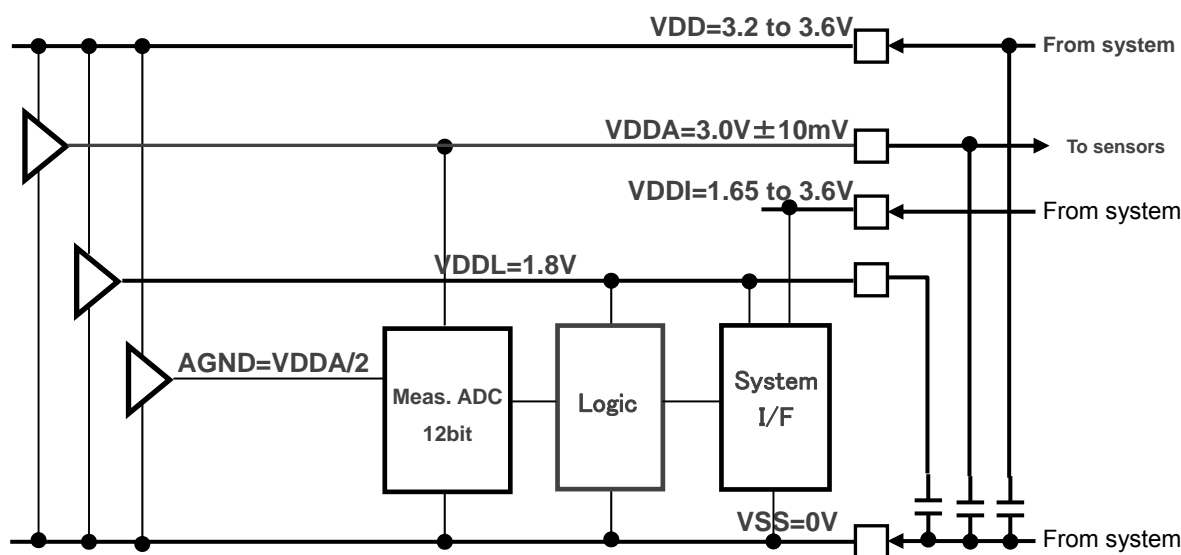 VDD=3.2 to 3.6V
From system
VDDA=3.0V±10mV
To sensors
VDDI=1.65 to 3.6V
From system
VDDL=1.8V
AGND=VDDA/2
Meas. ADC
12bit
Logic
System
I/F
VSS=0V
From system